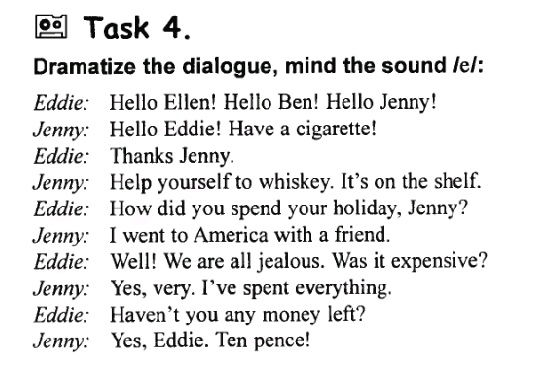 Task 4.
Dramatize the dialogue, mind the sound /e/:
Eddie: Hello Ellen! Hello Ben! Hello Jenny!
Jenny: Hello Eddie! Have a cigarette!
Eddie: Thanks Jenny.
Jenny: Help yourself to whiskey. It's on the shelf.
Eddie: How did you spend your holiday, Jenny?
Jenny: I went to America with a friend.
Eddie: Well! We are all jealous. Was it expensive?
Jenny: Yes, very. I've spent everything.
Eddie: Haven't you any money left?
Jenny: Yes, Eddie. Ten pence!